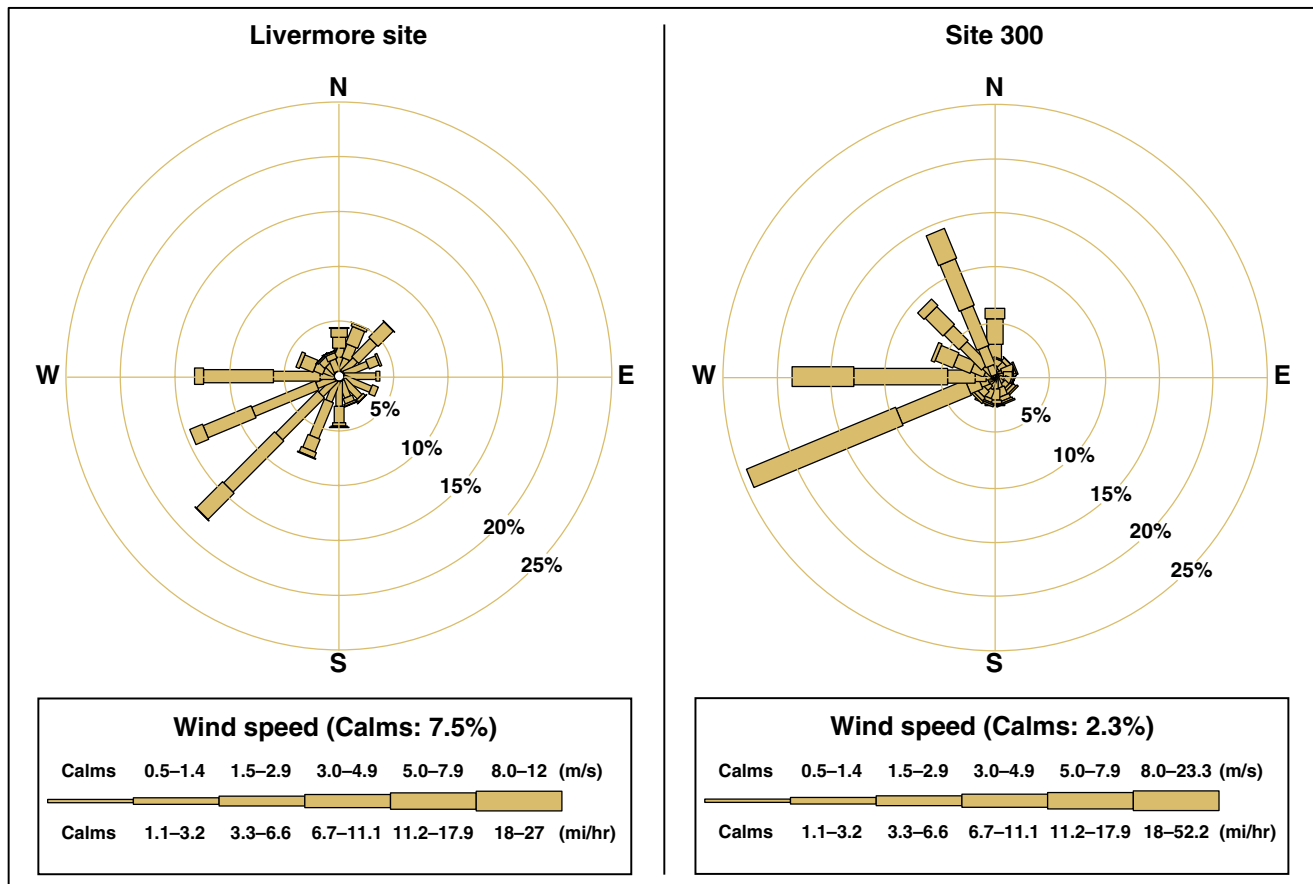 Livermore site
N
W
E
5%
10%
15%
20%
25%
S
Wind speed (Calms: 7.5%)
Calms 0.5–1.4 1.5–2.9 3.0–4.9 5.0–7.9 8.0–12 (m/s)
Calms 1.1–3.2 3.3–6.6 6.7–11.1 11.2–17.9 18–27 (mi/hr)
Site 300
N
W
E
5%
10%
15%
20%
25%
S
Wind speed (Calms: 2.3%)
Calms 0.5–1.4 1.5–2.9 3.0–4.9 5.0–7.9 8.0–23.3 (m/s)
Calms 1.1–3.2 3.3–6.6 6.7–11.1 11.2–17.9 18–52.2 (mi/hr)